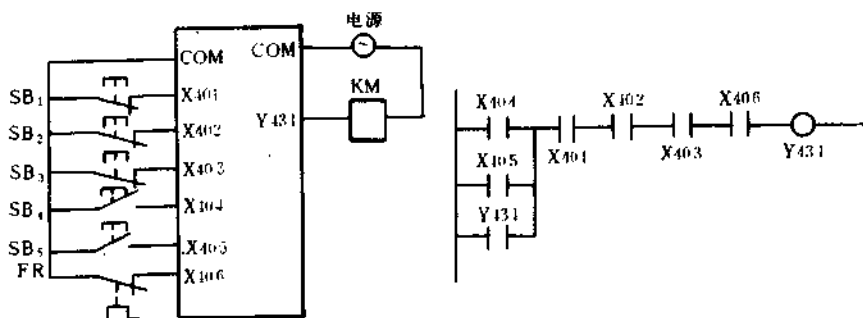 电源
COM
COM
KM
SB₁
X401
SB₂
X402
Y431
SB₃
X403
SB₄
X404
SB₅
X405
FR
X406
X404
X402
X406
X401
X403
Y431
X405
Y431